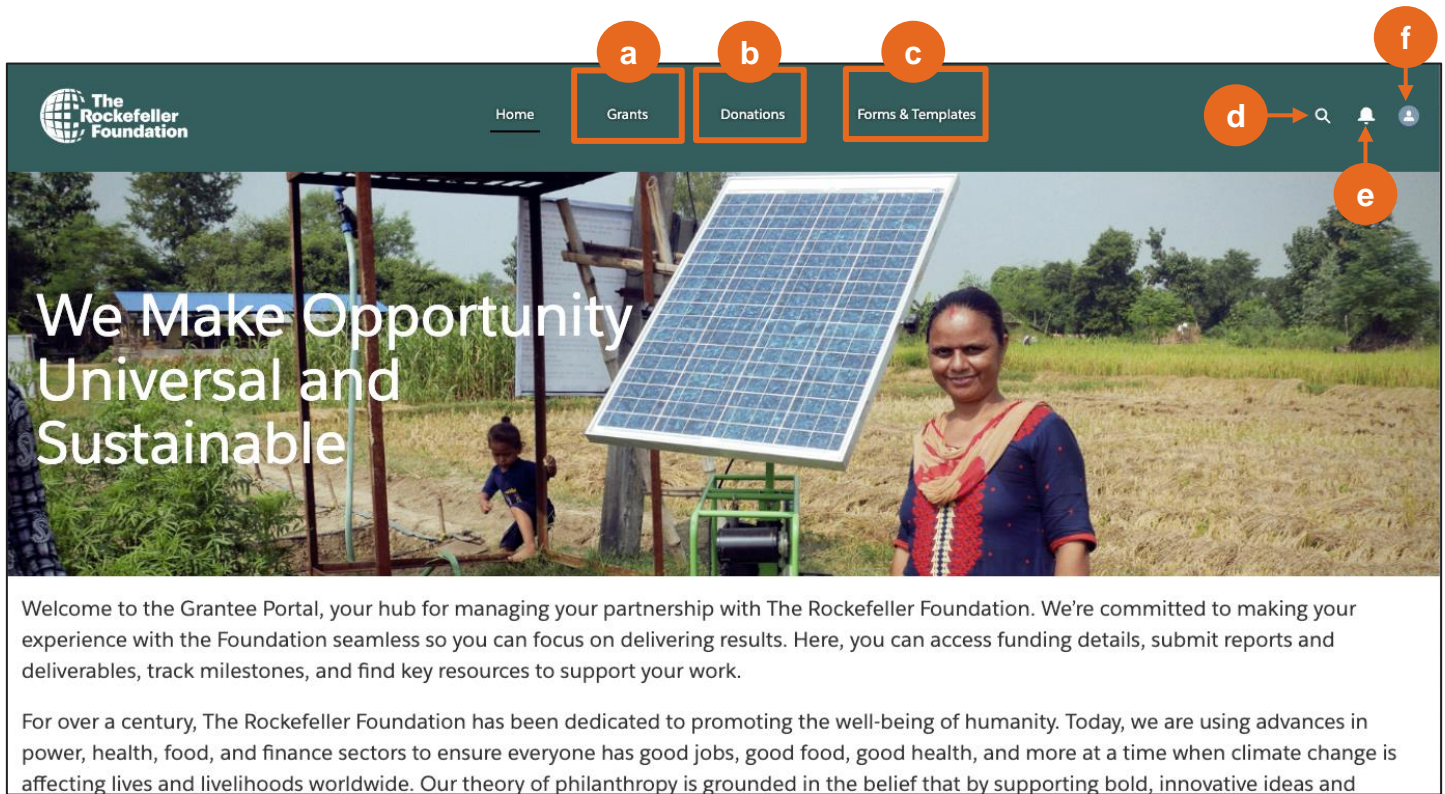 a
b
c
f
The
Rockefeller
Foundation
Home
Grants
Donations
Forms & Templates
d
e
We Make Opportunity
Universal and
Sustainable
Welcome to the Grantee Portal, your hub for managing your partnership with The Rockefeller Foundation. We’re committed to making your
experience with the Foundation seamless so you can focus on delivering results. Here, you can access funding details, submit reports and
deliverables, track milestones, and find key resources to support your work.
For over a century, The Rockefeller Foundation has been dedicated to promoting the well-being of humanity. Today, we are using advances in
power, health, food, and finance sectors to ensure everyone has good jobs, good food, good health, and more at a time when climate change is
affecting lives and livelihoods worldwide. Our theory of philanthropy is grounded in the belief that by supporting bold, innovative ideas and